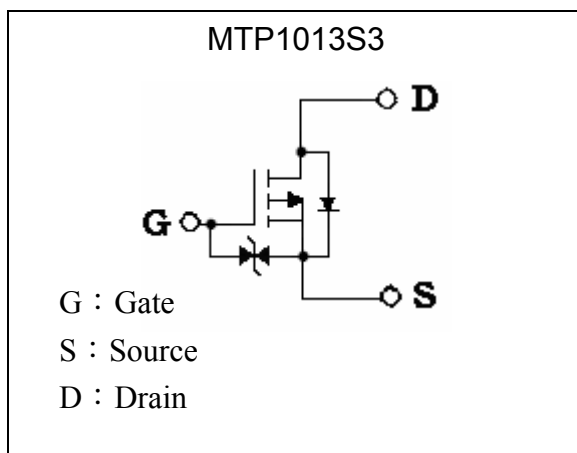 MTP1013S3
D
G
S
G：Gate
S：Source
D：Drain